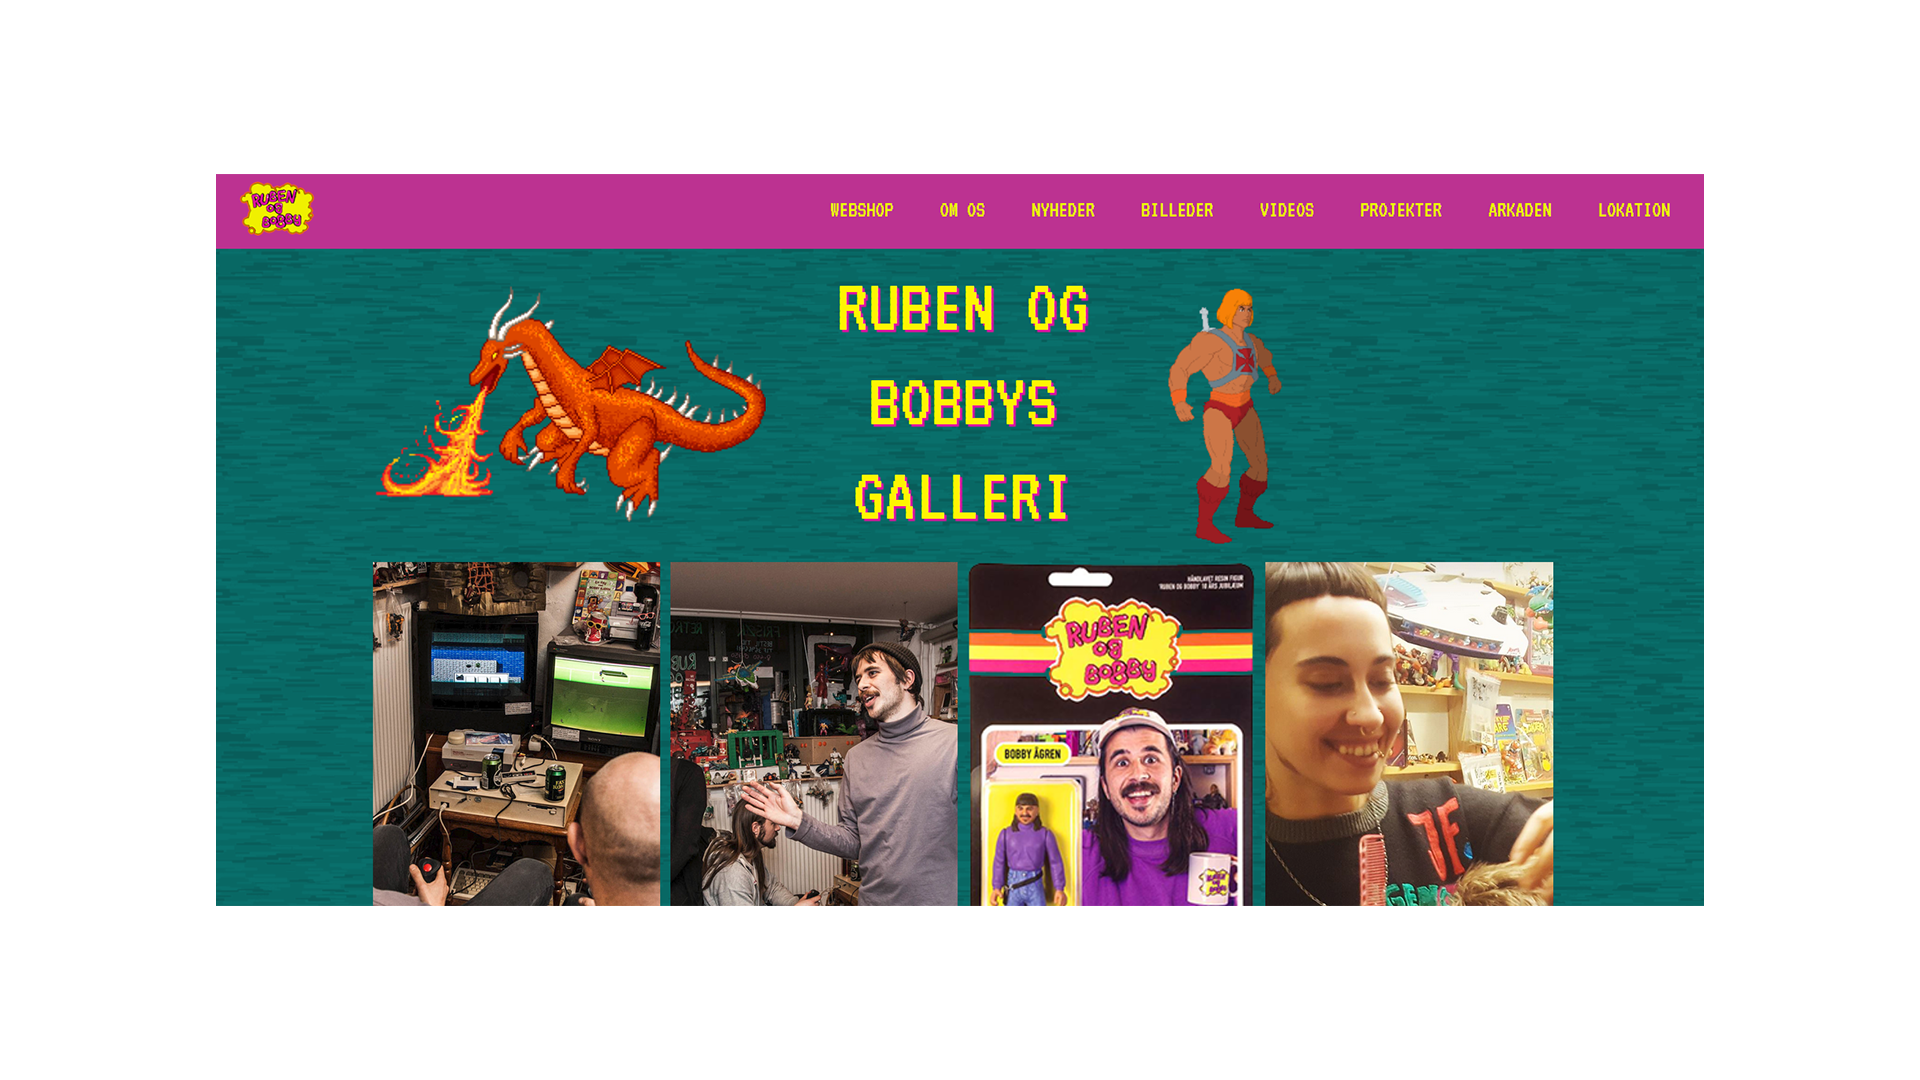 RUBEN
OG
BOBBY
WEBSHOP OM OS NYHEDER BILLEDER VIDEOS PROJEKTER ARKADEN LOKATION
RUBEN OG
BOBBYS
GALLERI
HÅNDLAVET RESIN FIGUR
'RUBEN OG BOBBY' 10 ÅRS JUBILÆUM
RUBEN
OG
BOBBY
BOBBY ÅGREN